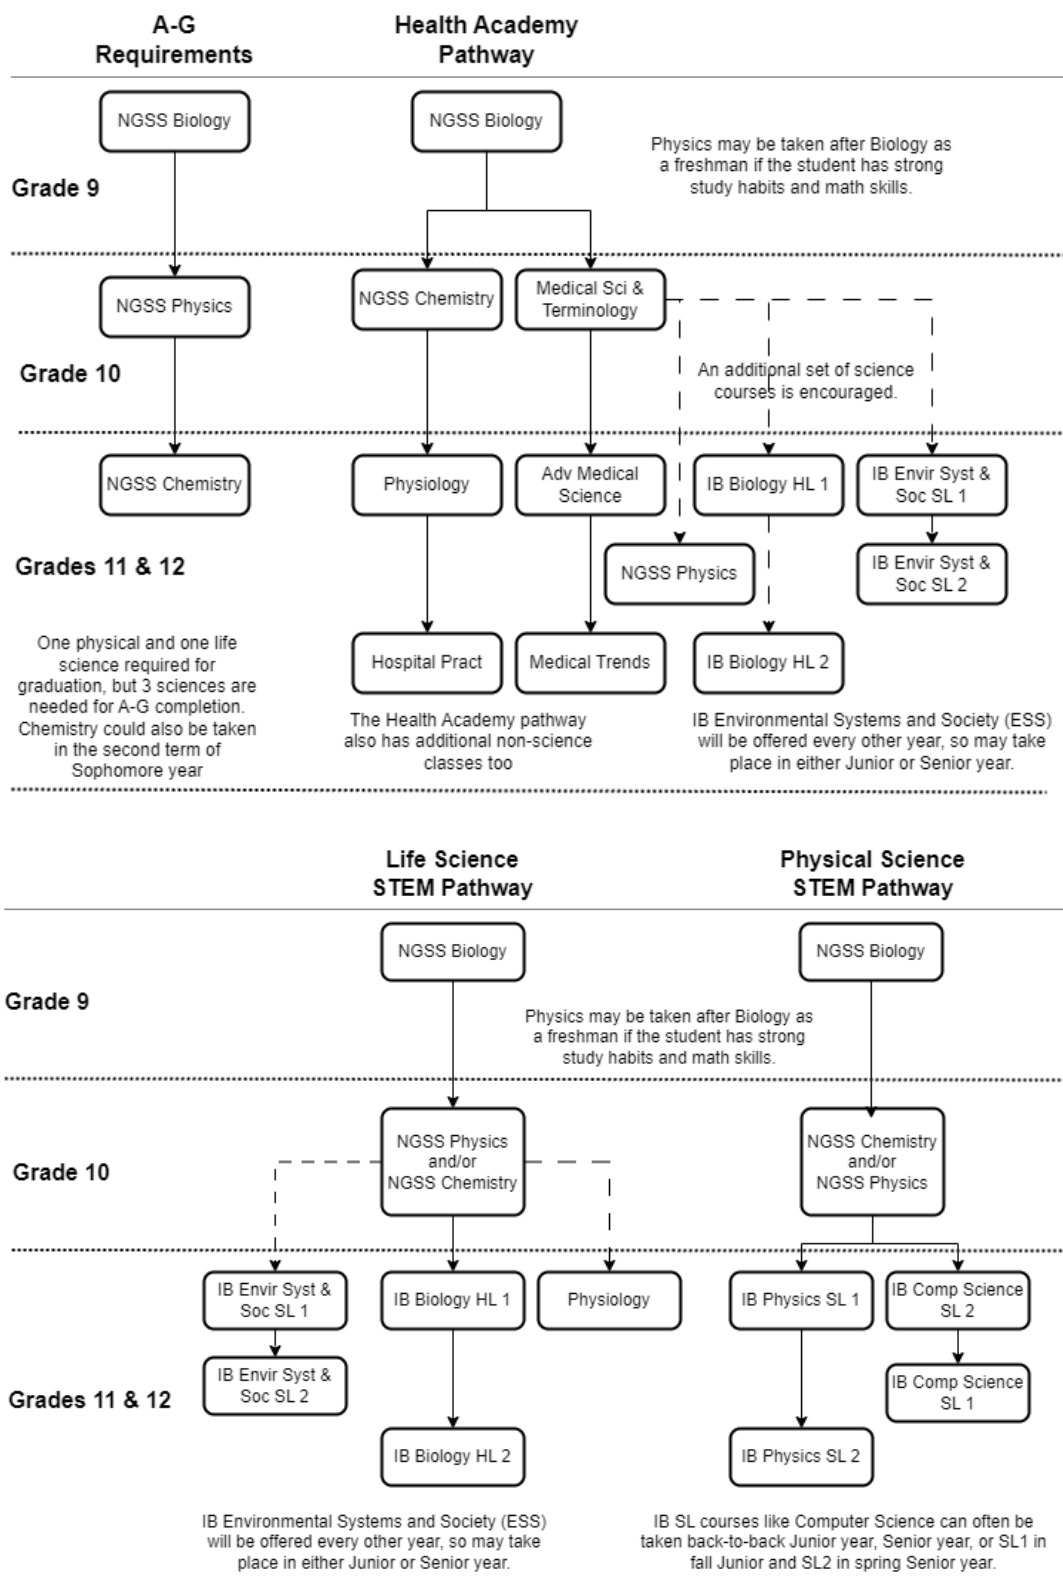 A-G
Requirements
Health Academy
Pathway
NGSS Biology
NGSS Biology
Physics may be taken after Biology as
a freshman if the student has strong
study habits and math skills.
Grade 9
NGSS Physics
NGSS Chemistry
Medical Sci &
Terminology
Grade 10
An additional set of science
courses is encouraged.
NGSS Chemistry
Physiology
Adv Medical
Science
IB Biology HL 1
IB Envir Syst &
Soc SL 1
Grades 11 & 12
NGSS Physics
IB Envir Syst &
Soc SL 2
Hospital Pract
Medical Trends
IB Biology HL 2
One physical and one life
science required for
graduation, but 3 sciences are
needed for A-G completion.
Chemistry could also be taken
in the second term of
Sophomore year
The Health Academy pathway
also has additional non-science
classes too
IB Environmental Systems and Society (ESS)
will be offered every other year, so may take
place in either Junior or Senior year.
Life Science
STEM Pathway
Physical Science
STEM Pathway
NGSS Biology
NGSS Biology
Grade 9
Physics may be taken after Biology as
a freshman if the student has strong
study habits and math skills.
Grade 10
NGSS Physics
and/or
NGSS Chemistry
NGSS Chemistry
and/or
NGSS Physics
IB Envir Syst &
Soc SL 1
IB Biology HL 1
Physiology
IB Physics SL 1
IB Comp Science
SL 2
Grades 11 & 12
IB Envir Syst &
Soc SL 2
IB Comp Science
SL 1
IB Biology HL 2
IB Physics SL 2
IB Environmental Systems and Society (ESS)
will be offered every other year, so may take
place in either Junior or Senior year.
IB SL courses like Computer Science can often be
taken back-to-back Junior year, Senior year, or SL1 in
fall Junior and SL2 in spring Senior year.